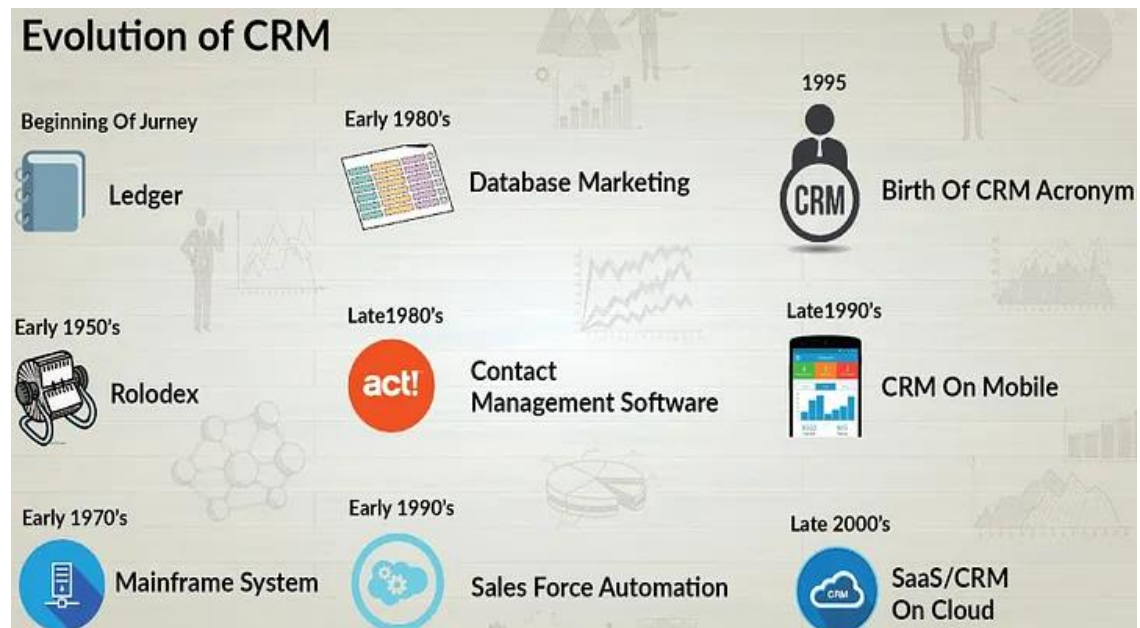 Evolution of CRM
Beginning Of Jurney
Ledger
Early 1950's
Rolodex
Early 1970's
Mainframe System
Early 1980's
Database Marketing
Late1980's
act!
Contact
Management Software
Early 1990's
Sales Force Automation
1995
CRM
Birth Of CRM Acronym
Late1990's
CRM On Mobile
Late 2000's
CRM
SaaS/CRM
On Cloud